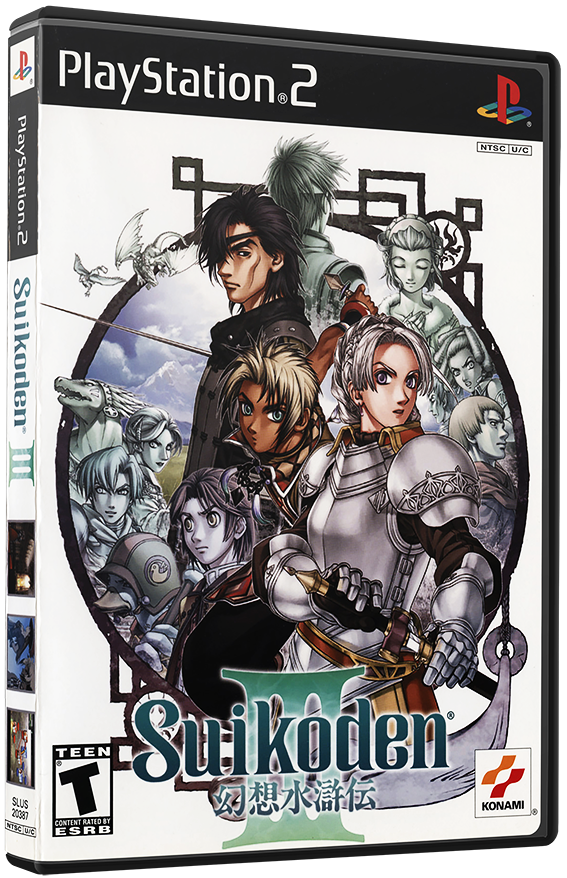 PlayStation®2
NTSC U/C
PlayStation®2
Suikoden®
III
III
Suikoden®
幻想水滸伝
TEEN
T
®
CONTENT RATED BY
ESRB
KONAMI
®
SLUS
20387
NTSC U/C